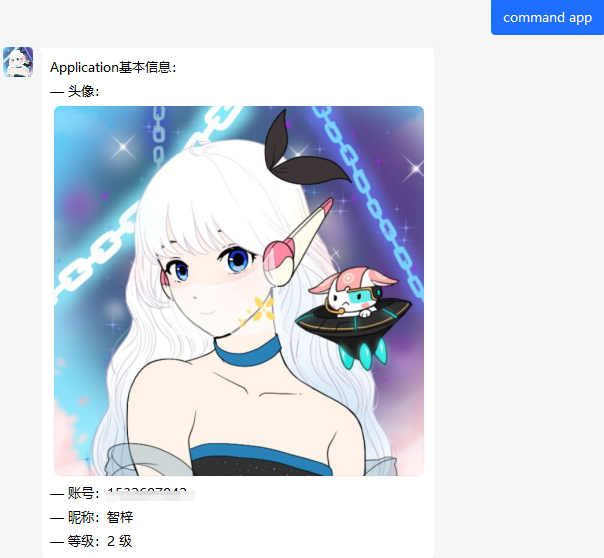 command app
Application基本信息：
— 头像：
— 账号：
— 昵称：智梓
— 等级：2 级